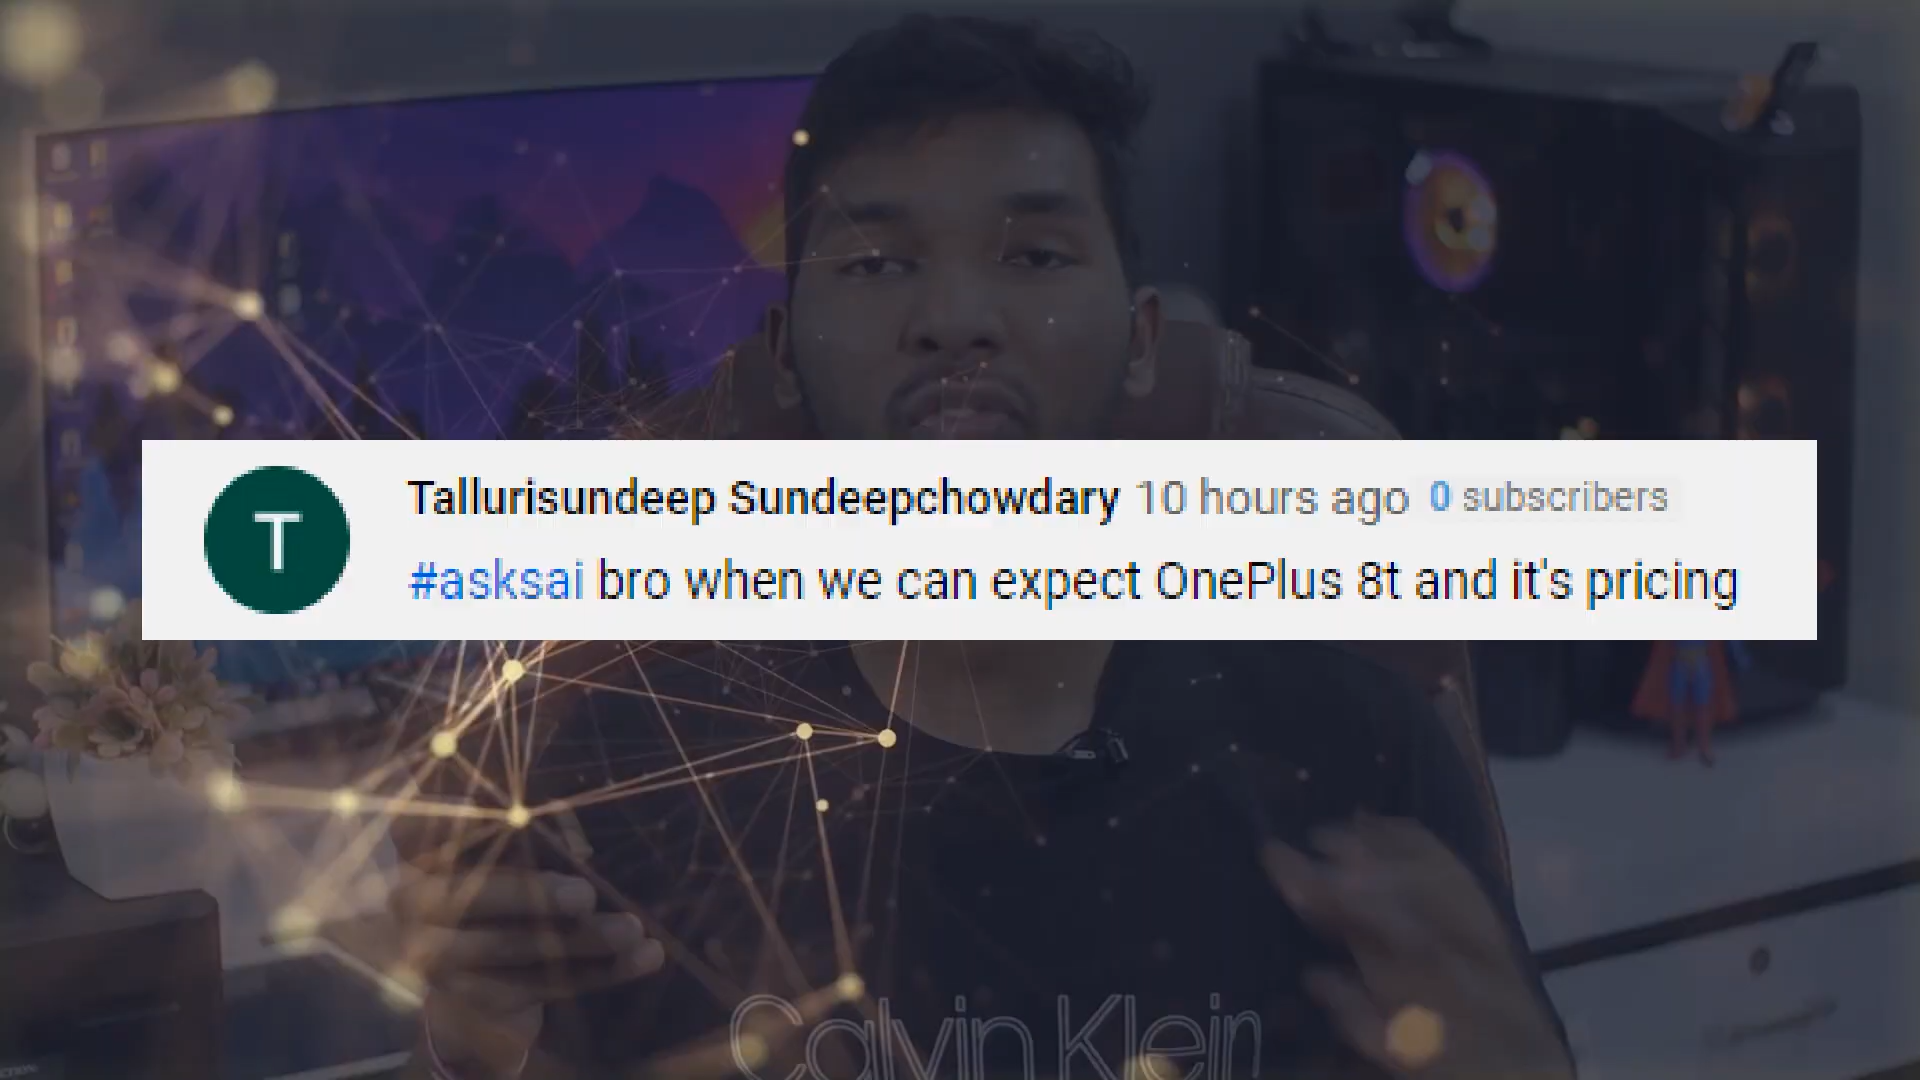 T
Tallurisundeep Sundeepchowdary 10 hours ago 0 subscribers
#asksai bro when we can expect OnePlus 8t and it's pricing
Calvin Klein